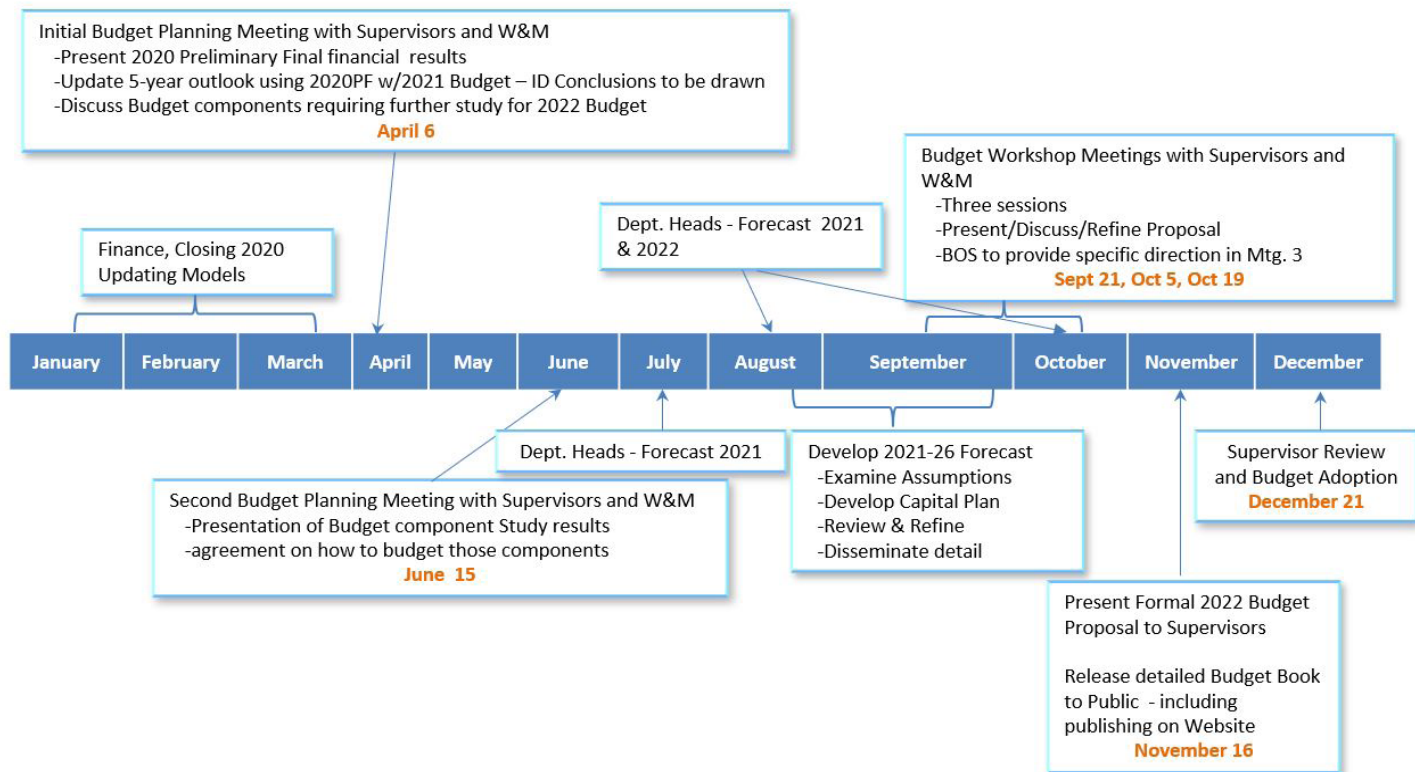 Initial Budget Planning Meeting with Supervisors and W&M
-Present 2020 Preliminary Final financial  results
-Update 5-year outlook using 2020PF w/2021 Budget – ID Conclusions to be drawn
-Discuss Budget components requiring further study for 2022 Budget
April 6
Budget Workshop Meetings with Supervisors and
W&M
-Three sessions
-Present/Discuss/Refine Proposal
-BOS to provide specific direction in Mtg. 3
Sept 21, Oct 5, Oct 19
Dept. Heads - Forecast  2021
& 2022
Finance, Closing 2020
Updating Models
January
February
March
April
May
June
July
August
September
October
November
December
Dept. Heads - Forecast 2021
Second Budget Planning Meeting with Supervisors and W&M
-Presentation of Budget component Study results
-agreement on how to budget those components
June  15
Develop 2021-26 Forecast
-Examine Assumptions
-Develop Capital Plan
-Review & Refine
-Disseminate detail
Supervisor Review
and Budget Adoption
December 21
Present Formal 2022 Budget
Proposal to Supervisors
Release detailed Budget Book
to Public  - including
publishing on Website
November 16